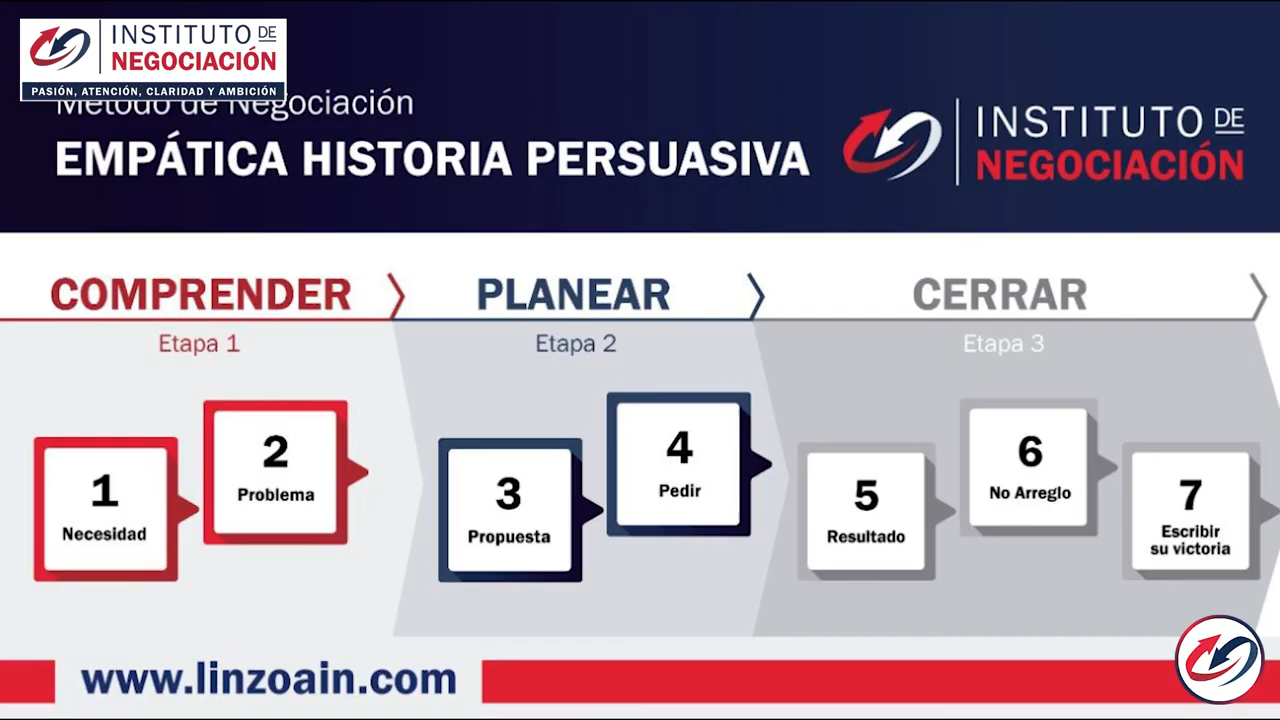 INSTITUTO DE
NEGOCIACIÓN
PASIÓN, ATENCIÓN, CLARIDAD Y AMBICIÓN
Método de Negociación
EMPÁTICA HISTORIA PERSUASIVA
INSTITUTO DE
NEGOCIACIÓN
COMPRENDER
Etapa 1
PLANEAR
Etapa 2
CERRAR
Etapa 3
1
Necesidad
2
Problema
3
Propuesta
4
Pedir
5
Resultado
6
No Arreglo
7
Escribir
su victoria
www.linzoain.com